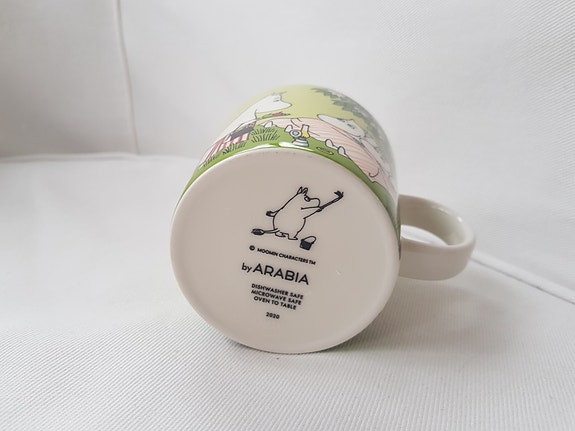 © MOOMIN CHARACTERS™
by ARABIA
DISHWASHER SAFE
MICROWAVE SAFE
OVEN TO TABLE
2020